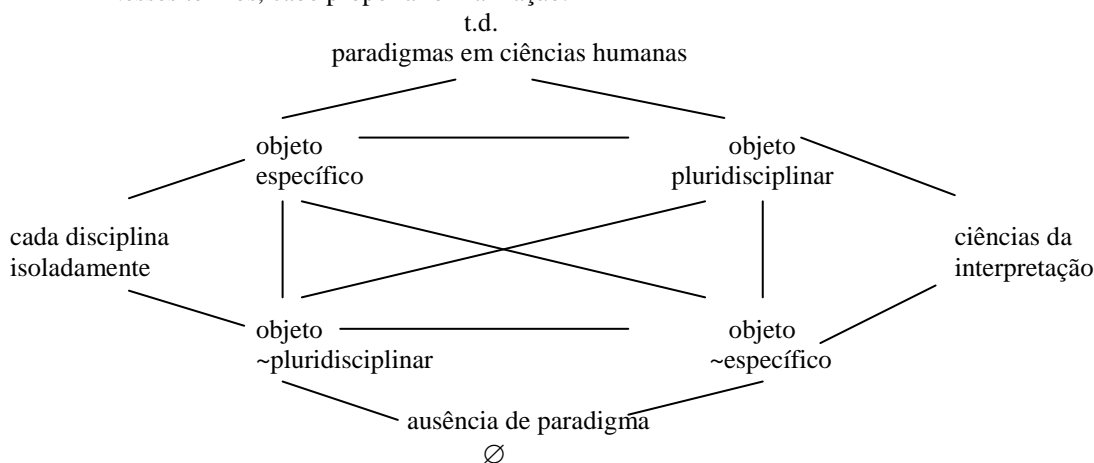 t.d.
paradigmas em ciências humanas
objeto
específico
objeto
pluridisciplinar
cada disciplina
isoladamente
ciências da
interpretação
objeto
~pluridisciplinar
objeto
~específico
ausência de paradigma
∅